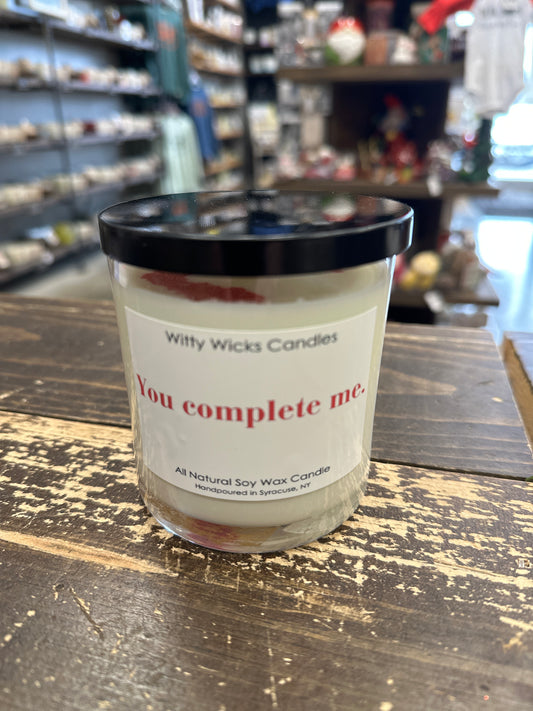 Witty Wicks Candles
You complete me.
All Natural Soy Wax Candle
Handpoured in Syracuse, NY